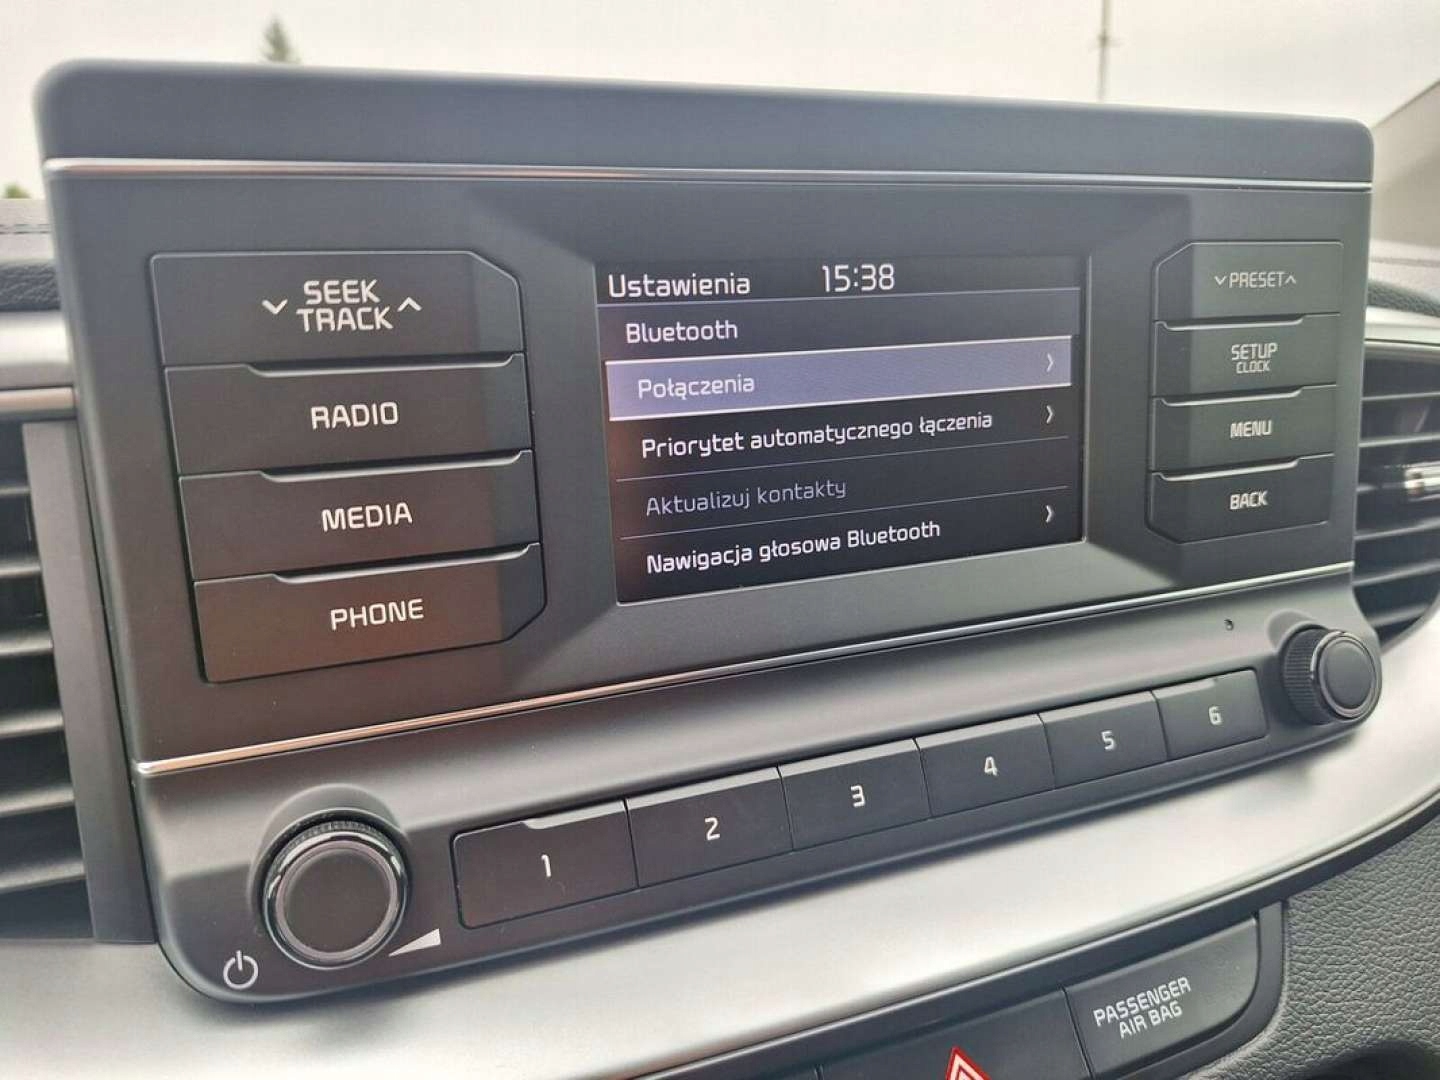 SEEK
TRACK
RADIO
MEDIA
PHONE
Ustawienia 15:38
Bluetooth
Połączenia
Priorytet automatycznego łączenia
Aktualizuj kontakty
Nawigacja głosowa Bluetooth
PRESET
SETUP
CLOCK
MENU
BACK
1 2 3 4 5 6
PASSENGER
AIR BAG